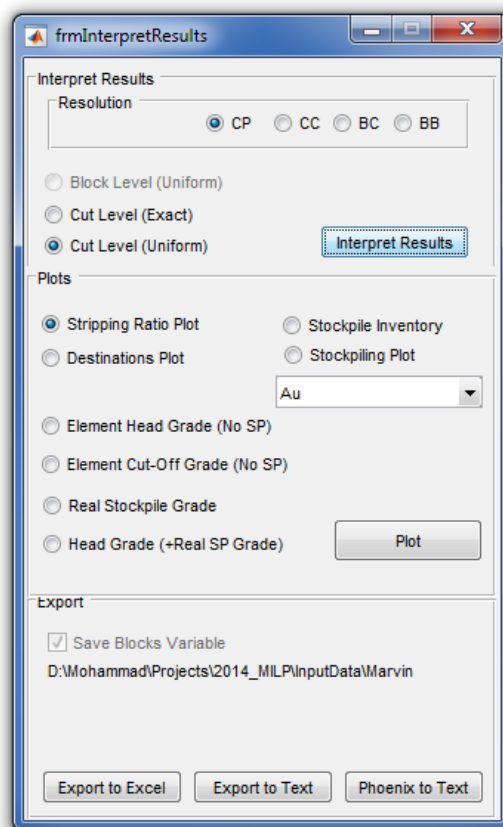 frmInterpretResults
Interpret Results
Resolution
CP CC BC BB
Block Level (Uniform)
Cut Level (Exact)
Cut Level (Uniform) Interpret Results
Plots
Stripping Ratio Plot Stockpile Inventory
Destinations Plot Stockpiling Plot
Au
Element Head Grade (No SP)
Element Cut-Off Grade (No SP)
Real Stockpile Grade
Head Grade (+Real SP Grade) Plot
Export
Save Blocks Variable
D:\Mohammad\Projects\2014_MILP\InputData\Marvin
Export to Excel Export to Text Phoenix to Text